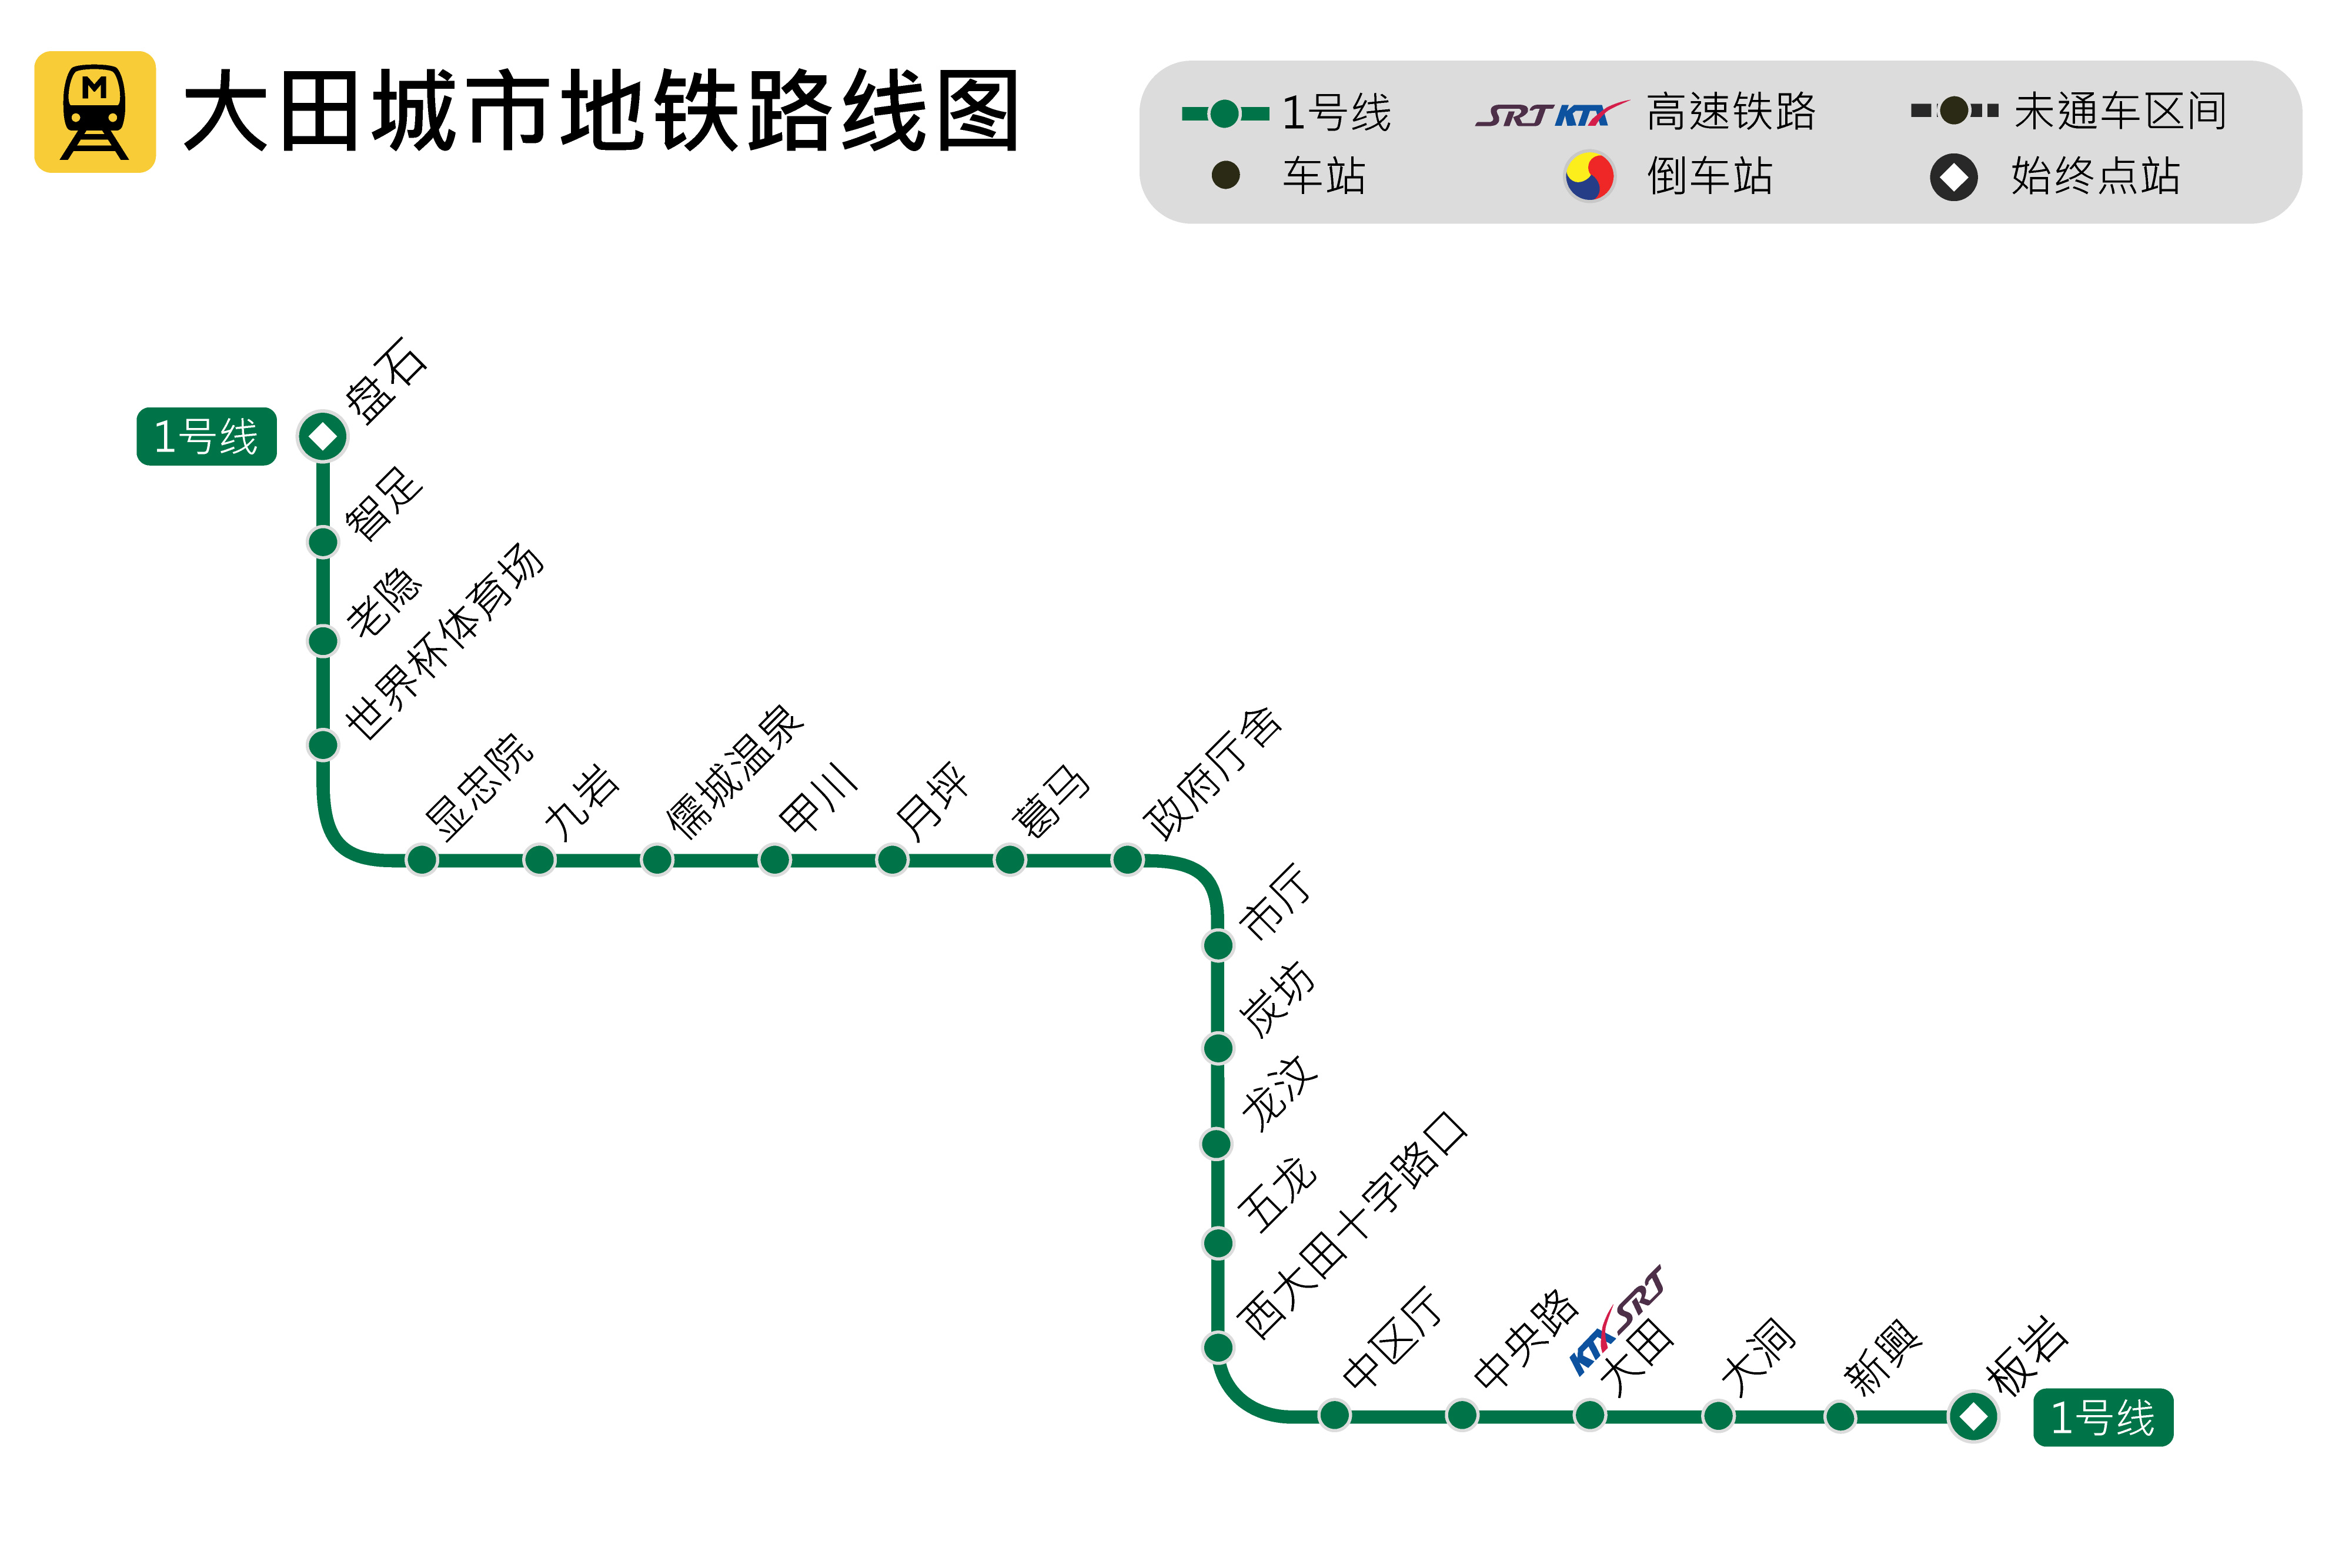 M
大田城市地铁路线图
1号线
SRT KTX 高速铁路
未通车区间
车站
倒车站
始终点站
1号线
盘石
智足
老隐
世界杯体育场
显忠院
九岩
儒城温泉
甲川
月坪
葛马
政府厅舍
市厅
炭坊
龙汶
五龙
西大田十字路口
中区厅
中央路
KTX SRT
大田
大洞
新興
板岩
1号线